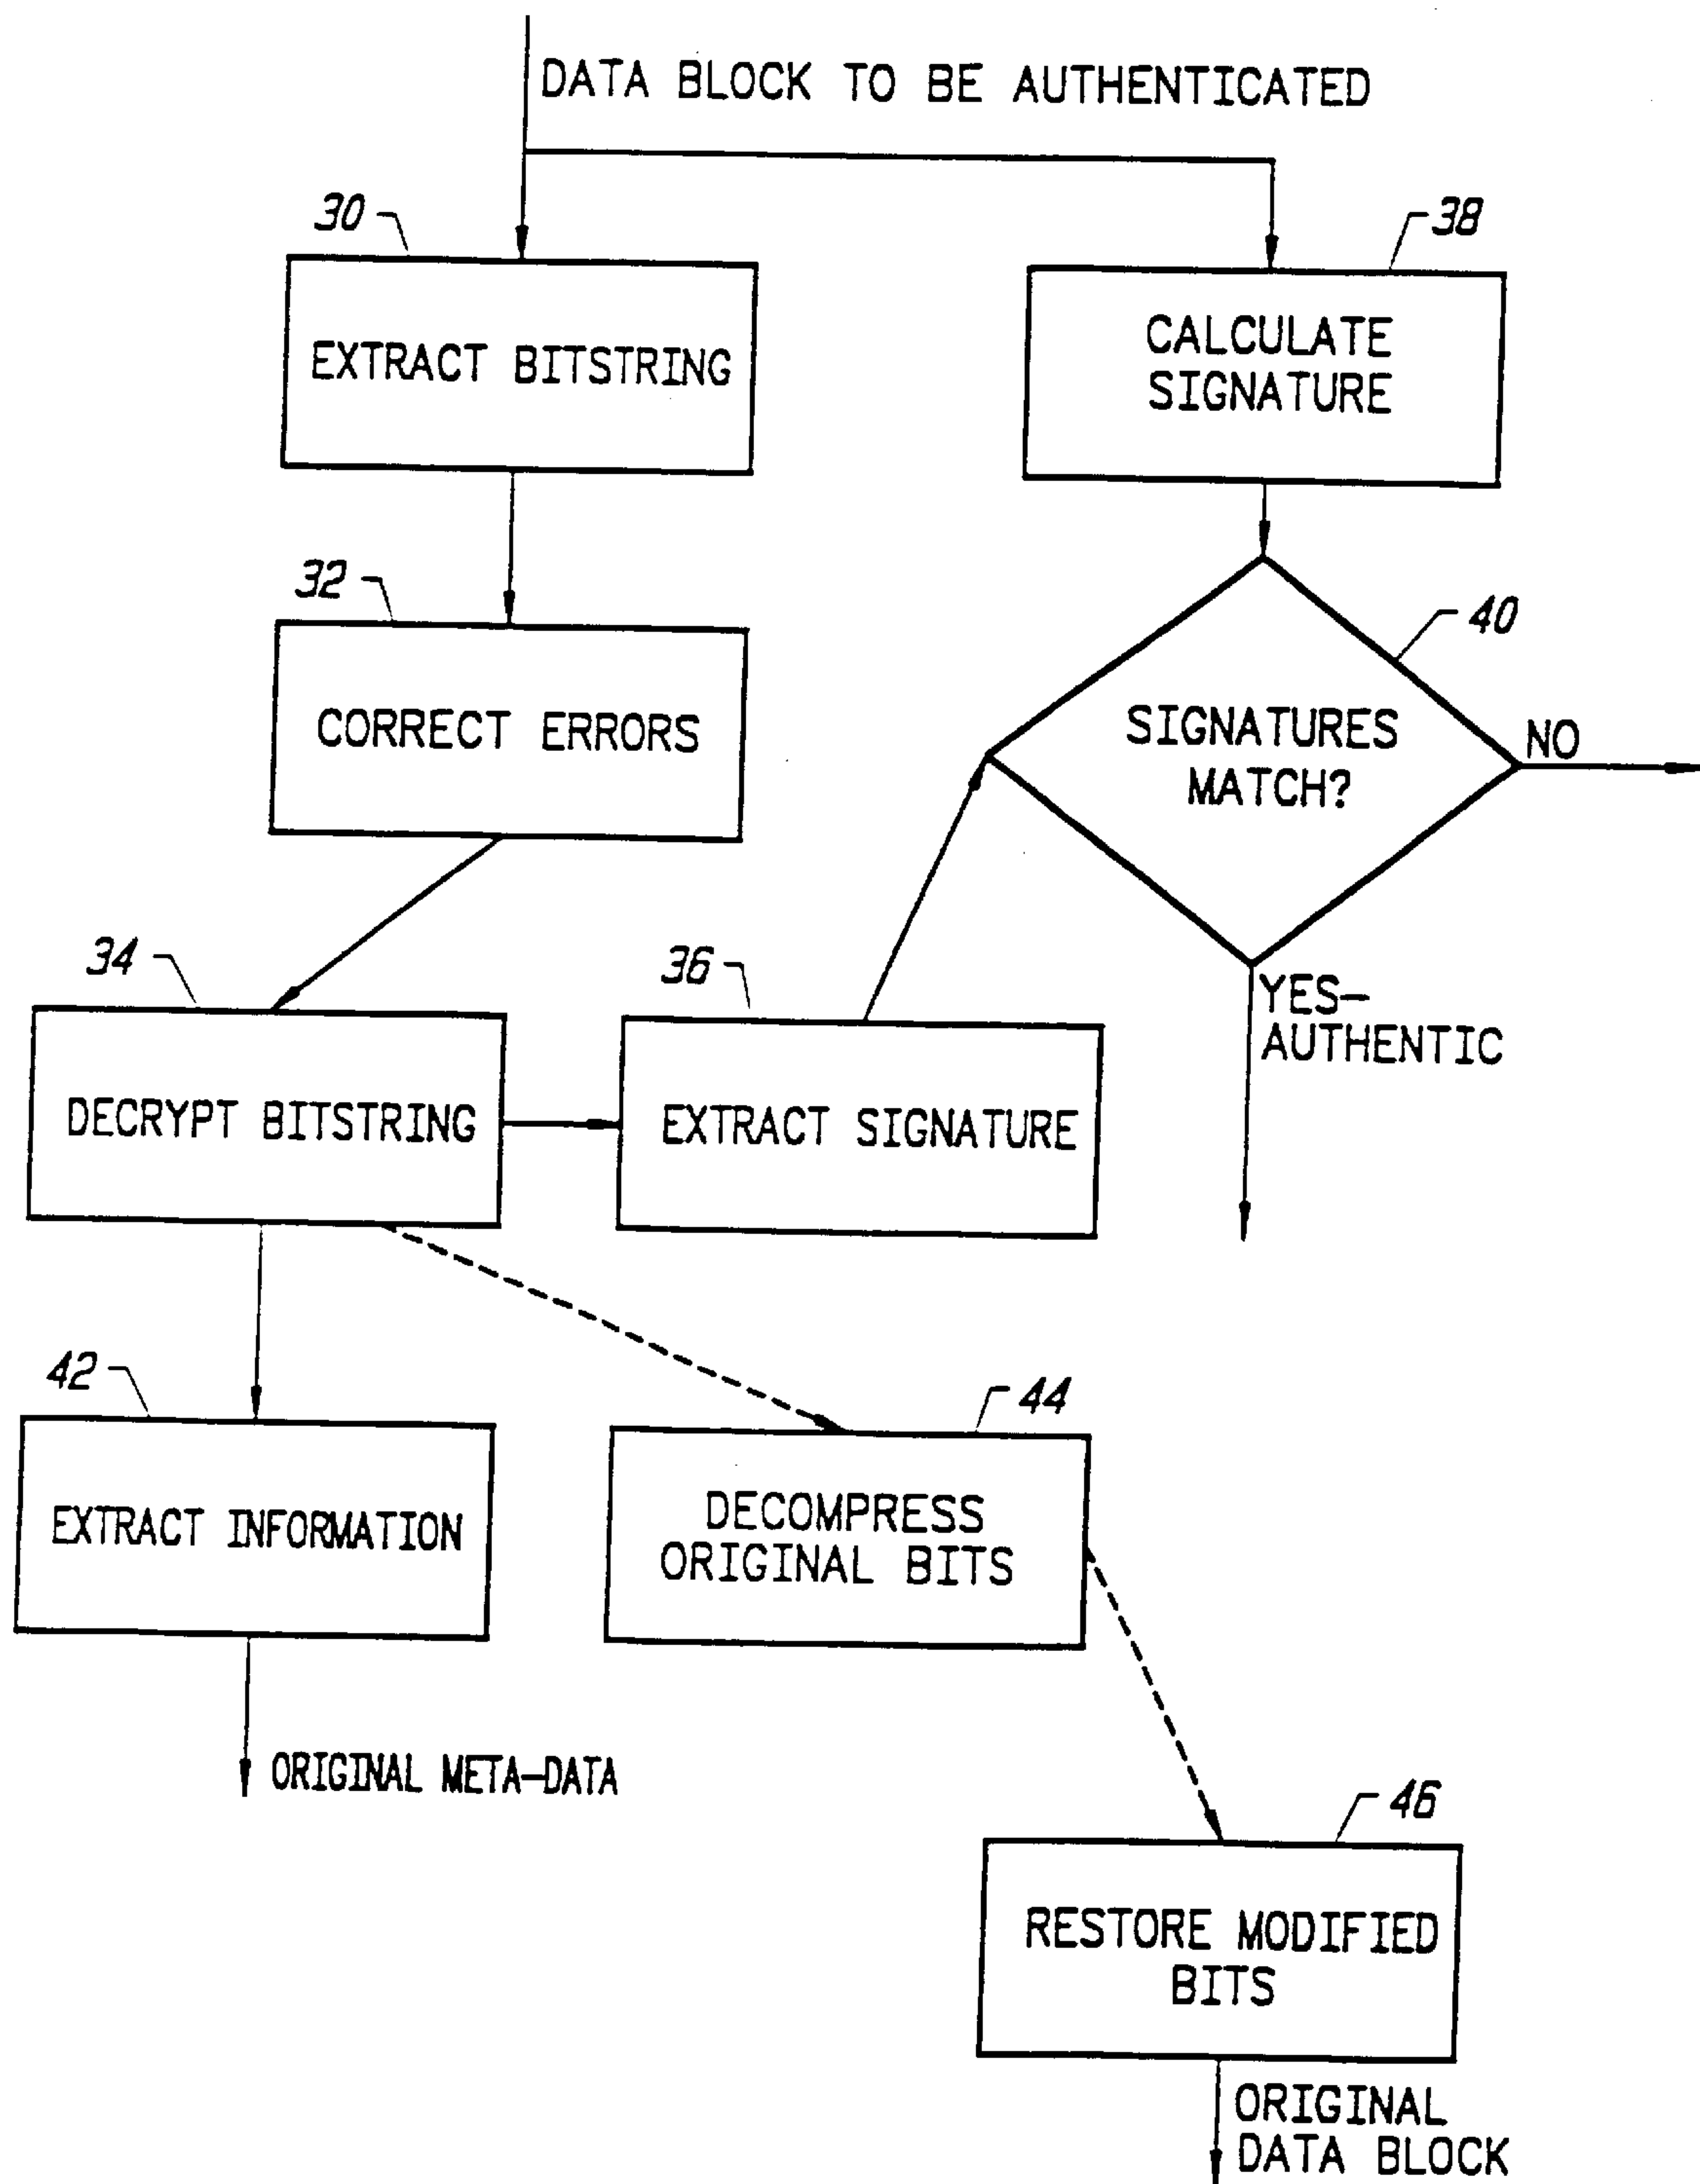 DATA BLOCK TO BE AUTHENTICATED
30
38
EXTRACT BITSTRING
CALCULATE
SIGNATURE
32
40
CORRECT ERRORS
SIGNATURES
MATCH?
NO
34
36
YES-
AUTHENTIC
DECRYPT BITSTRING
EXTRACT SIGNATURE
42
44
EXTRACT INFORMATION
DECOMPRESS
ORIGINAL BITS
ORIGINAL META-DATA
46
RESTORE MODIFIED
BITS
ORIGINAL
DATA BLOCK